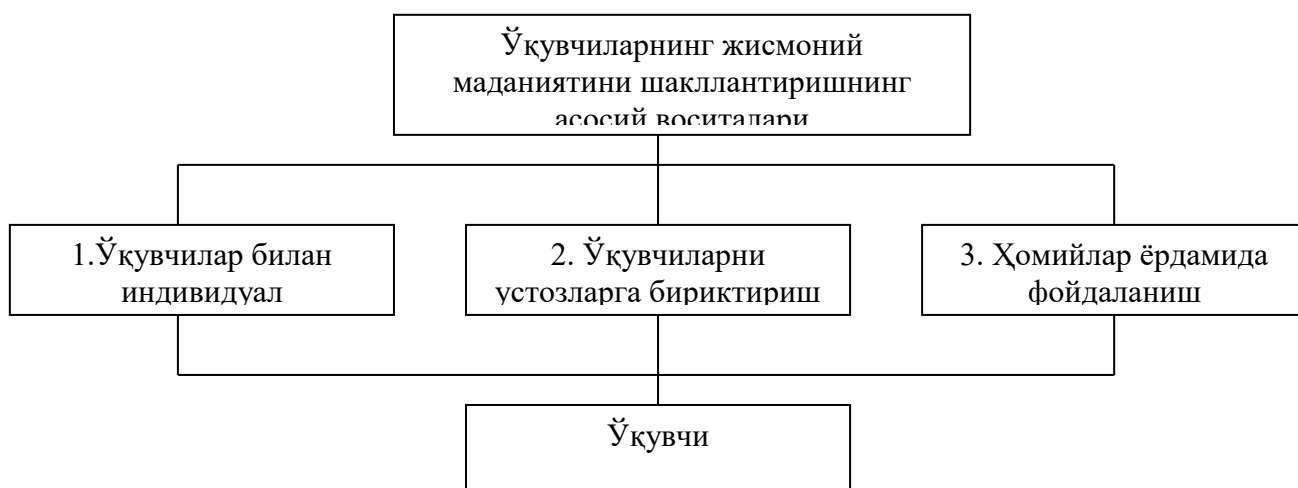 Ўқувчиларнинг жисмоний
маданиятини шакллантиришнинг
асосий воситалари
1.Ўқувчилар билан
индивидуал
2. Ўқувчиларни
устозларга бириктириш
3. Ҳомийлар ёрдамида
фойдаланиш
Ўқувчи